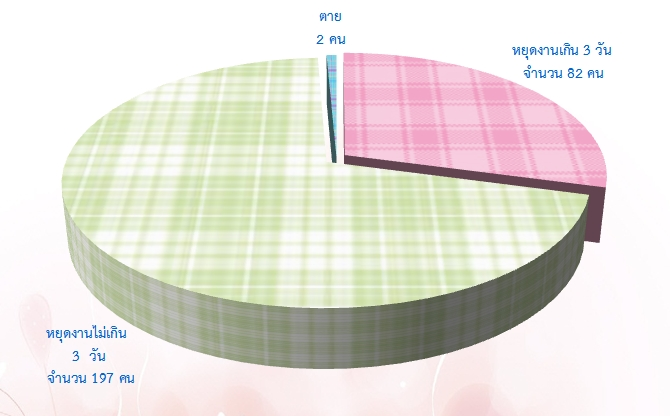 ตาย
2 คน
หยุดงานเกิน 3 วัน
จำนวน 82 คน
หยุดงานไม่เกิน
3 วัน
จำนวน 197 คน